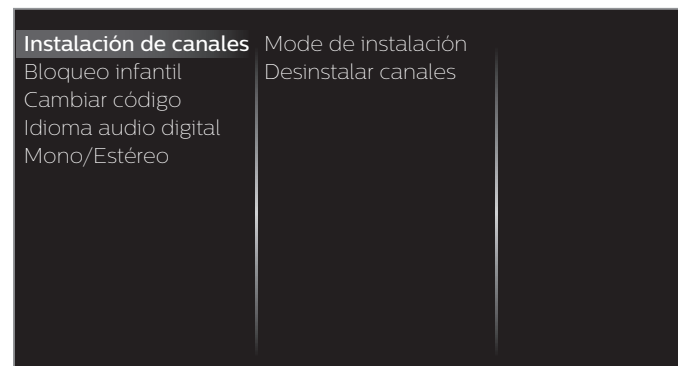 Instalación de canales
Bloqueo infantil
Cambiar código
Idioma audio digital
Mono/Estéreo
Mode de instalación
Desinstalar canales